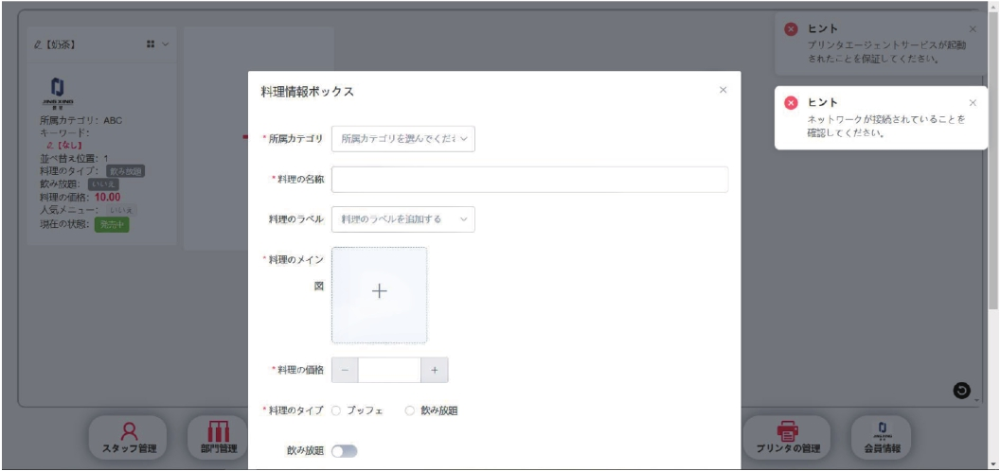 【奶茶】
JING XING
所属カテゴリ: ABC
キーワード:
【なし】
並べ替え位置: 1
料理のタイプ: 飲み放題
飲み放題: いいえ
料理の価格: 10.00
人気メニュー: いいえ
現在の状態: 発売中
料理情報ボックス
* 所属カテゴリ 所属カテゴリを選んでくださ
* 料理の名称
料理のラベル 料理のラベルを追加する
* 料理のメイン
図
* 料理の価格 − +
* 料理のタイプ ブッフェ 飲み放題
飲み放題
ヒント
プリンタエージェントサービスが起動
されたことを保証してください。
ヒント
ネットワークが接続されていることを
確認してください。
スタッフ管理
部門管理
プリンタの管理
会員情報